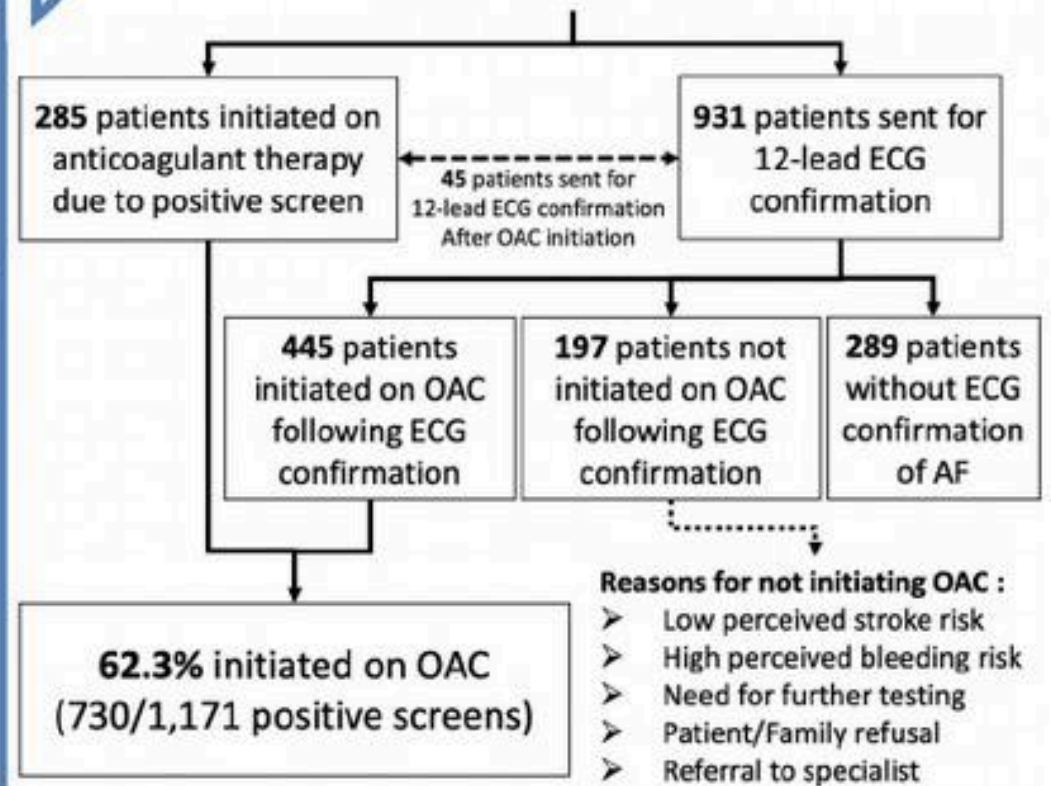 285 patients initiated on
anticoagulant therapy
due to positive screen
45 patients sent for
12-lead ECG confirmation
After OAC initiation
931 patients sent for
12-lead ECG
confirmation
445 patients
initiated on OAC
following ECG
confirmation
197 patients not
initiated on OAC
following ECG
confirmation
289 patients
without ECG
confirmation
of AF
62.3% initiated on OAC
(730/1,171 positive screens)
Reasons for not initiating OAC :
➢ Low perceived stroke risk
➢ High perceived bleeding risk
➢ Need for further testing
➢ Patient/Family refusal
➢ Referral to specialist